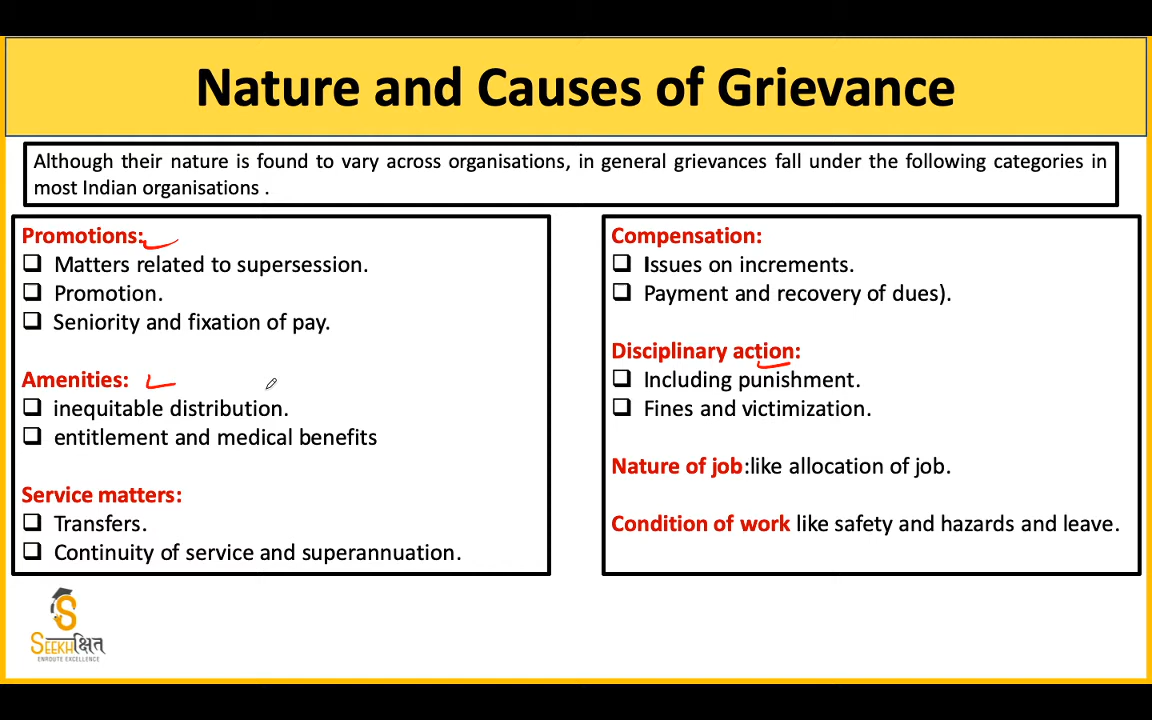 Nature and Causes of Grievance
Although their nature is found to vary across organisations, in general grievances fall under the following categories in
most Indian organisations .
Promotions:
❑ Matters related to supersession.
❑ Promotion.
❑ Seniority and fixation of pay.
Amenities:
❑ inequitable distribution.
❑ entitlement and medical benefits
Service matters:
❑ Transfers.
❑ Continuity of service and superannuation.
Compensation:
❑ Issues on increments.
❑ Payment and recovery of dues).
Disciplinary action:
❑ Including punishment.
❑ Fines and victimization.
Nature of job:like allocation of job.
Condition of work like safety and hazards and leave.
S
SEEKHक्षित
ENROUTE EXCELLENCE